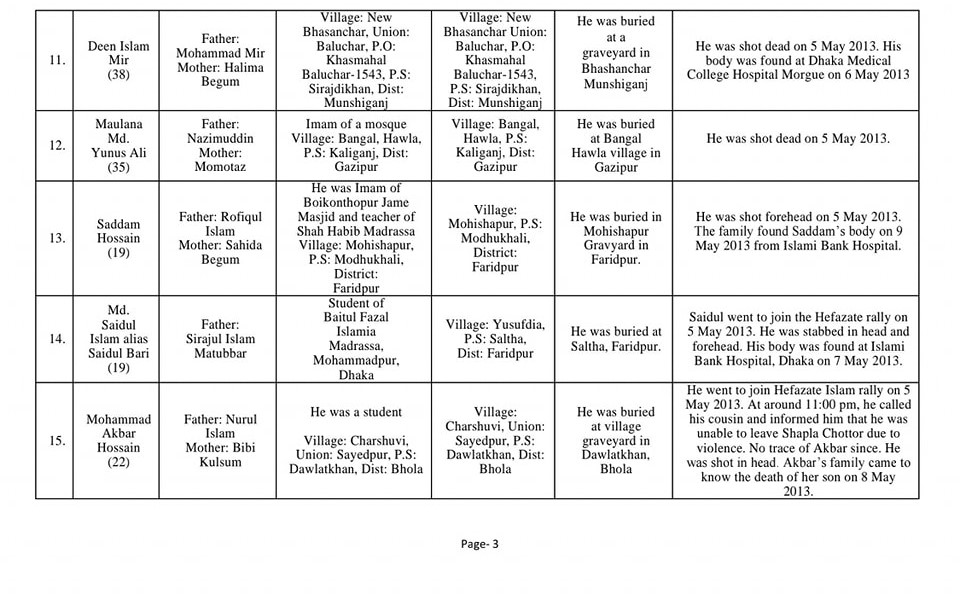 11.
Deen Islam
Mir
(38)
Father:
Mohammad Mir
Mother: Halima
Begum
Village: New
Bhasanchar, Union:
Baluchar, P.O:
Khasmahal
Baluchar-1543, P.S:
Sirajdikhan, Dist:
Munshiganj
Village: New
Bhasanchar Union:
Baluchar, P.O:
Khasmahal
Baluchar-1543,
P.S: Sirajdikhan,
Dist: Munshiganj
He was buried
at a
graveyard in
Bhashanchar
Munshiganj
He was shot dead on 5 May 2013. His
body was found at Dhaka Medical
College Hospital Morgue on 6 May 2013
12.
Maulana
Md.
Yunus Ali
(35)
Father:
Nazimuddin
Mother:
Momotaz
Imam of a mosque
Village: Bangal, Hawla,
P.S: Kaliganj, Dist:
Gazipur
Village: Bangal,
Hawla, P.S:
Kaliganj, Dist:
Gazipur
He was buried
at Bangal
Hawla village in
Gazipur
He was shot dead on 5 May 2013.
13.
Saddam
Hossain
(19)
Father: Rofiqul
Islam
Mother: Sahida
Begum
He was Imam of
Boikonthopur Jame
Masjid and teacher of
Shah Habib Madrassa
Village: Mohishapur,
P.S: Modhukhali,
District:
Faridpur
Village:
Mohishapur, P.S:
Modhukhali,
District:
Faridpur
He was buried in
Mohishapur
Gravyard in
Faridpur.
He was shot forehead on 5 May 2013.
The family found Saddam's body on 9
May 2013 from Islami Bank Hospital.
14.
Md.
Saidul
Islam alias
Saidul Bari
(19)
Father:
Sirajul Islam
Matubbar
Student of
Baitul Fazal
Islamia
Madrassa,
Mohammadpur,
Dhaka
Village: Yusufdia,
P.S: Saltha,
Dist: Faridpur
He was buried at
Saltha, Faridpur.
Saidul went to join the Hefazate rally on
5 May 2013. He was stabbed in head and
forehead. His body was found at Islami
Bank Hospital, Dhaka on 7 May 2013.
15.
Mohammad
Akbar
Hossain
(22)
Father: Nurul
Islam
Mother: Bibi
Kulsum
He was a student
Village: Charshuvi,
Union: Sayedpur, P.S:
Dawlatkhan, Dist: Bhola
Village:
Charshuvi, Union:
Sayedpur, P.S:
Dawlatkhan, Dist:
Bhola
He was buried
at village
graveyard in
Dawlatkhan,
Bhola
He went to join Hefazate Islam rally on 5
May 2013. At around 11:00 pm, he called
his cousin and informed him that he was
unable to leave Shapla Chottor due to
violence. No trace of Akbar since. He
was shot in head. Akbar's family came to
know the death of her son on 8 May
2013.
Page- 3